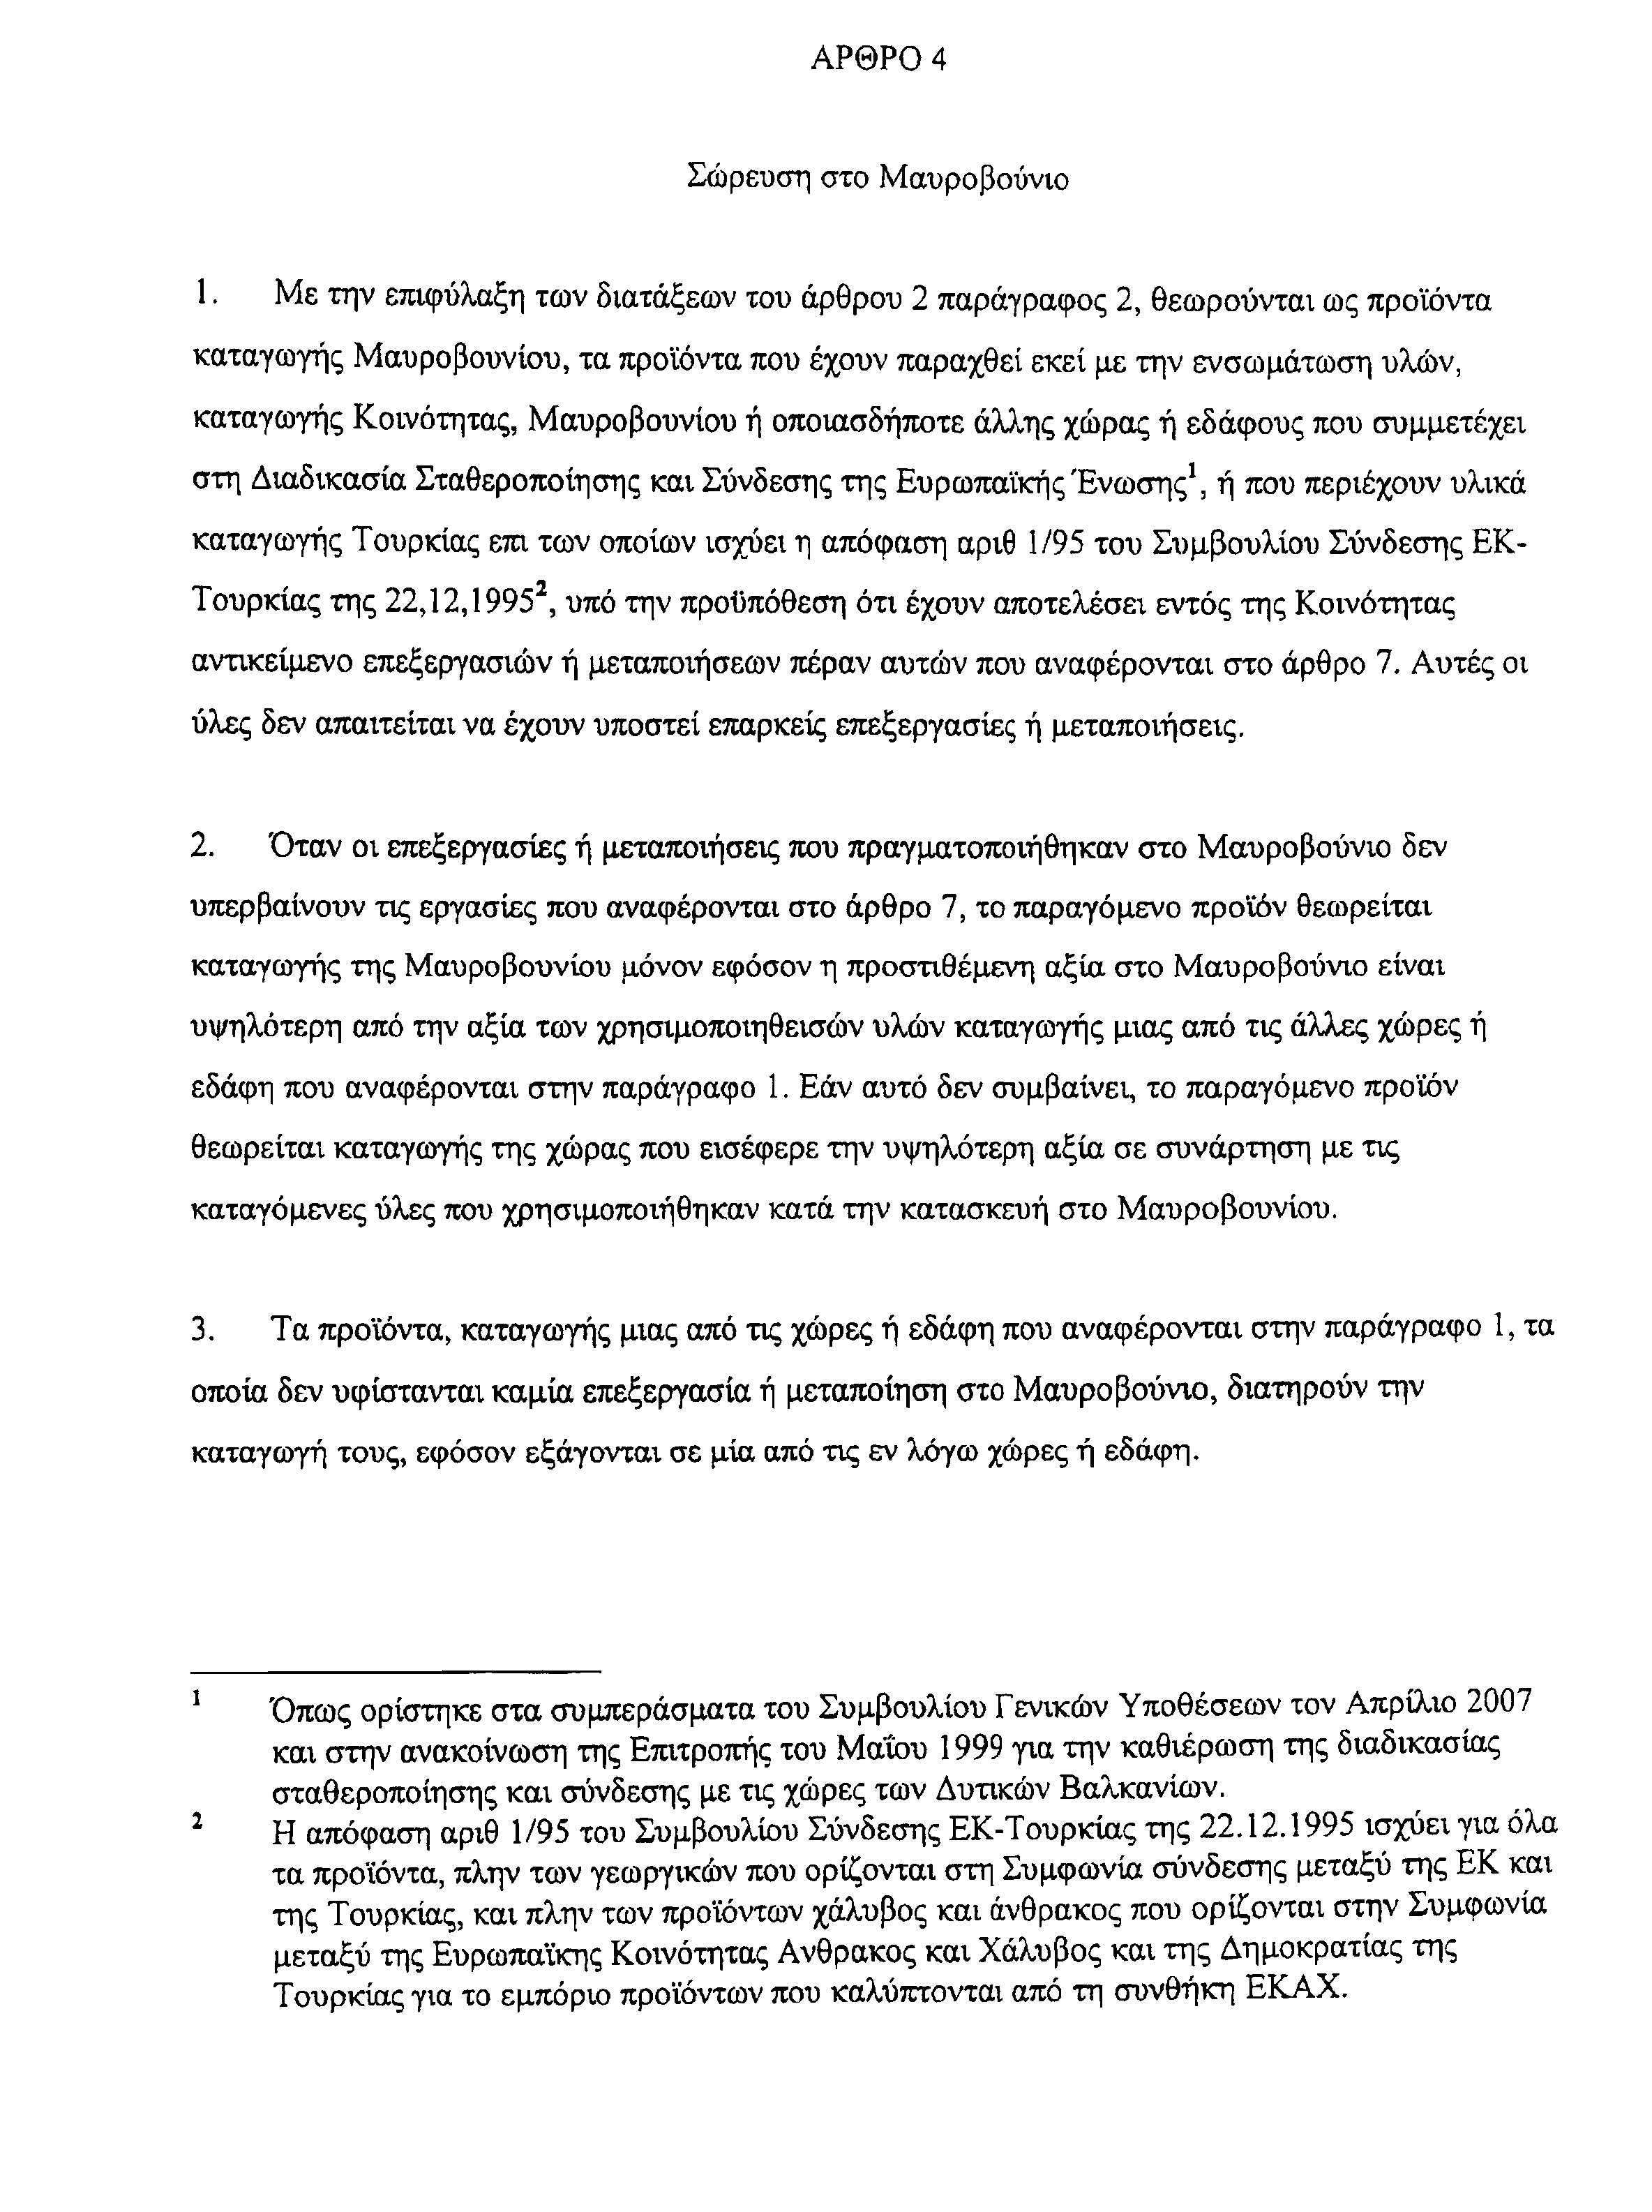 ΑΡΘΡΟ 4
Σώρευση στο Μαυροβούνιο
1. Με την επιφύλαξη των διατάξεων του άρθρου 2 παράγραφος 2, θεωρούνται ως προϊόντα
καταγωγής Μαυροβουνίου, τα προϊόντα που έχουν παραχθεί εκεί με την ενσωμάτωση υλών,
καταγωγής Κοινότητας, Μαυροβουνίου ή οποιασδήποτε άλλης χώρας ή εδάφους που συμμετέχει
στη Διαδικασία Σταθεροποίησης και Σύνδεσης της Ευρωπαϊκής Ένωσης¹, ή που περιέχουν υλικά
καταγωγής Τουρκίας επι των οποίων ισχύει η απόφαση αριθ 1/95 του Συμβουλίου Σύνδεσης ΕΚ-
Τουρκίας της 22,12,1995², υπό την προϋπόθεση ότι έχουν αποτελέσει εντός της Κοινότητας
αντικείμενο επεξεργασιών ή μεταποιήσεων πέραν αυτών που αναφέρονται στο άρθρο 7. Αυτές οι
ύλες δεν απαιτείται να έχουν υποστεί επαρκείς επεξεργασίες ή μεταποιήσεις.
2. Όταν οι επεξεργασίες ή μεταποιήσεις που πραγματοποιήθηκαν στο Μαυροβούνιο δεν
υπερβαίνουν τις εργασίες που αναφέρονται στο άρθρο 7, το παραγόμενο προϊόν θεωρείται
καταγωγής της Μαυροβουνίου μόνον εφόσον η προστιθέμενη αξία στο Μαυροβούνιο είναι
υψηλότερη από την αξία των χρησιμοποιηθεισών υλών καταγωγής μιας από τις άλλες χώρες ή
εδάφη που αναφέρονται στην παράγραφο 1. Εάν αυτό δεν συμβαίνει, το παραγόμενο προϊόν
θεωρείται καταγωγής της χώρας που εισέφερε την υψηλότερη αξία σε συνάρτηση με τις
καταγόμενες ύλες που χρησιμοποιήθηκαν κατά την κατασκευή στο Μαυροβουνίου.
3. Τα προϊόντα, καταγωγής μιας από τις χώρες ή εδάφη που αναφέρονται στην παράγραφο 1, τα
οποία δεν υφίστανται καμία επεξεργασία ή μεταποίηση στο Μαυροβούνιο, διατηρούν την
καταγωγή τους, εφόσον εξάγονται σε μία από τις εν λόγω χώρες ή εδάφη.
¹ Όπως ορίστηκε στα συμπεράσματα του Συμβουλίου Γενικών Υποθέσεων τον Απρίλιο 2007
και στην ανακοίνωση της Επιτροπής του Μαΐου 1999 για την καθιέρωση της διαδικασίας
σταθεροποίησης και σύνδεσης με τις χώρες των Δυτικών Βαλκανίων.
² Η απόφαση αριθ 1/95 του Συμβουλίου Σύνδεσης ΕΚ-Τουρκίας της 22.12.1995 ισχύει για όλα
τα προϊόντα, πλην των γεωργικών που ορίζονται στη Συμφωνία σύνδεσης μεταξύ της ΕΚ και
της Τουρκίας, και πλην των προϊόντων χάλυβος και άνθρακος που ορίζονται στην Συμφωνία
μεταξύ της Ευρωπαϊκης Κοινότητας Ανθρακος και Χάλυβος και της Δημοκρατίας της
Τουρκίας για το εμπόριο προϊόντων που καλύπτονται από τη συνθήκη ΕΚΑΧ.